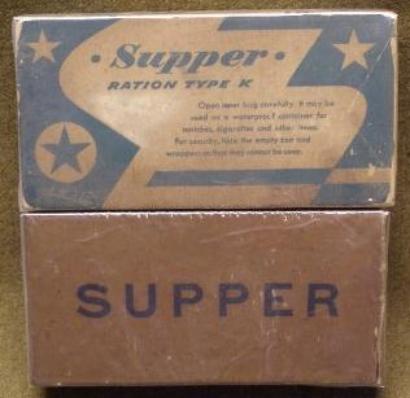 • Supper •
RATION TYPE K
Open inner bag carefully. It may be
used as a waterproof container for
matches, cigarettes and other items.
For security, hide the empty can and
wrappers so that they cannot be seen.
SUPPER